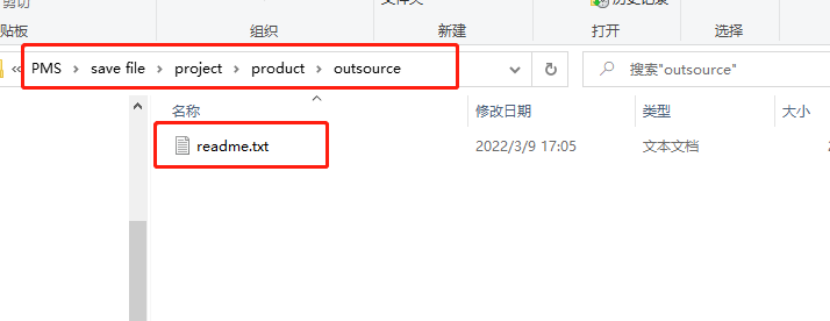 剪切
文件夹
历史记录
贴板 组织 新建 打开 选择
« PMS › save file › project › product › outsource 搜索"outsource"
名称 修改日期 类型 大小
readme.txt 2022/3/9 17:05 文本文档